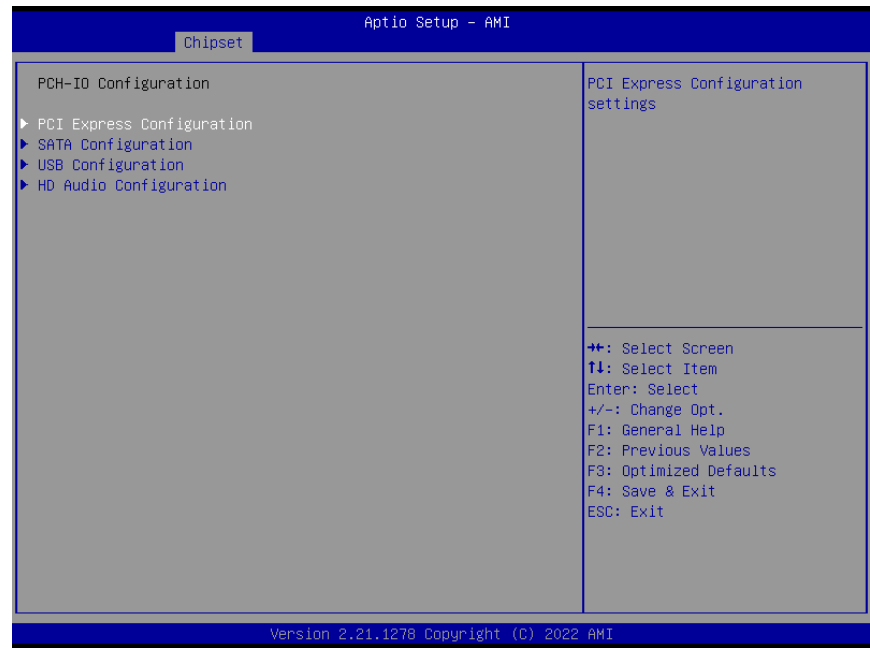 Aptio Setup – AMI
Chipset
PCH-IO Configuration
▶ PCI Express Configuration
▶ SATA Configuration
▶ USB Configuration
▶ HD Audio Configuration
PCI Express Configuration
settings
→←: Select Screen
↑↓: Select Item
Enter: Select
+/-: Change Opt.
F1: General Help
F2: Previous Values
F3: Optimized Defaults
F4: Save & Exit
ESC: Exit
Version 2.21.1278 Copyright (C) 2022 AMI